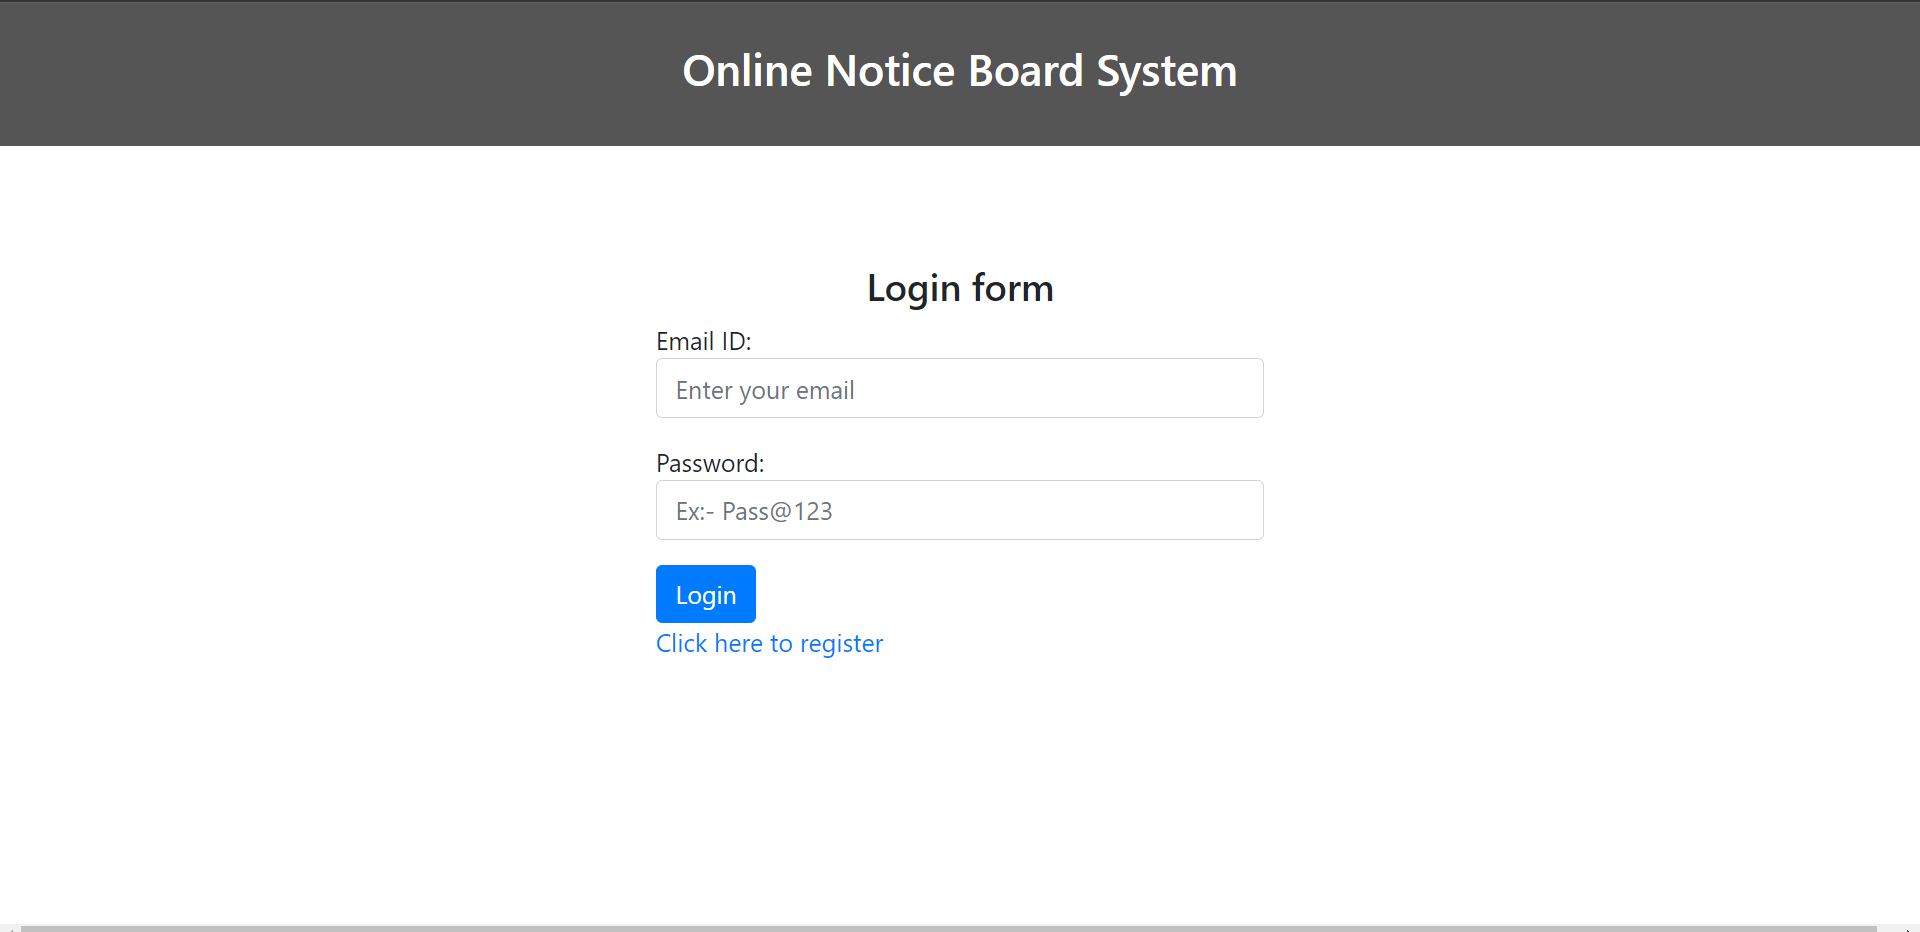 Online Notice Board System
Login form
Email ID:
Enter your email
Password:
Ex:- Pass@123
Login
Click here to register